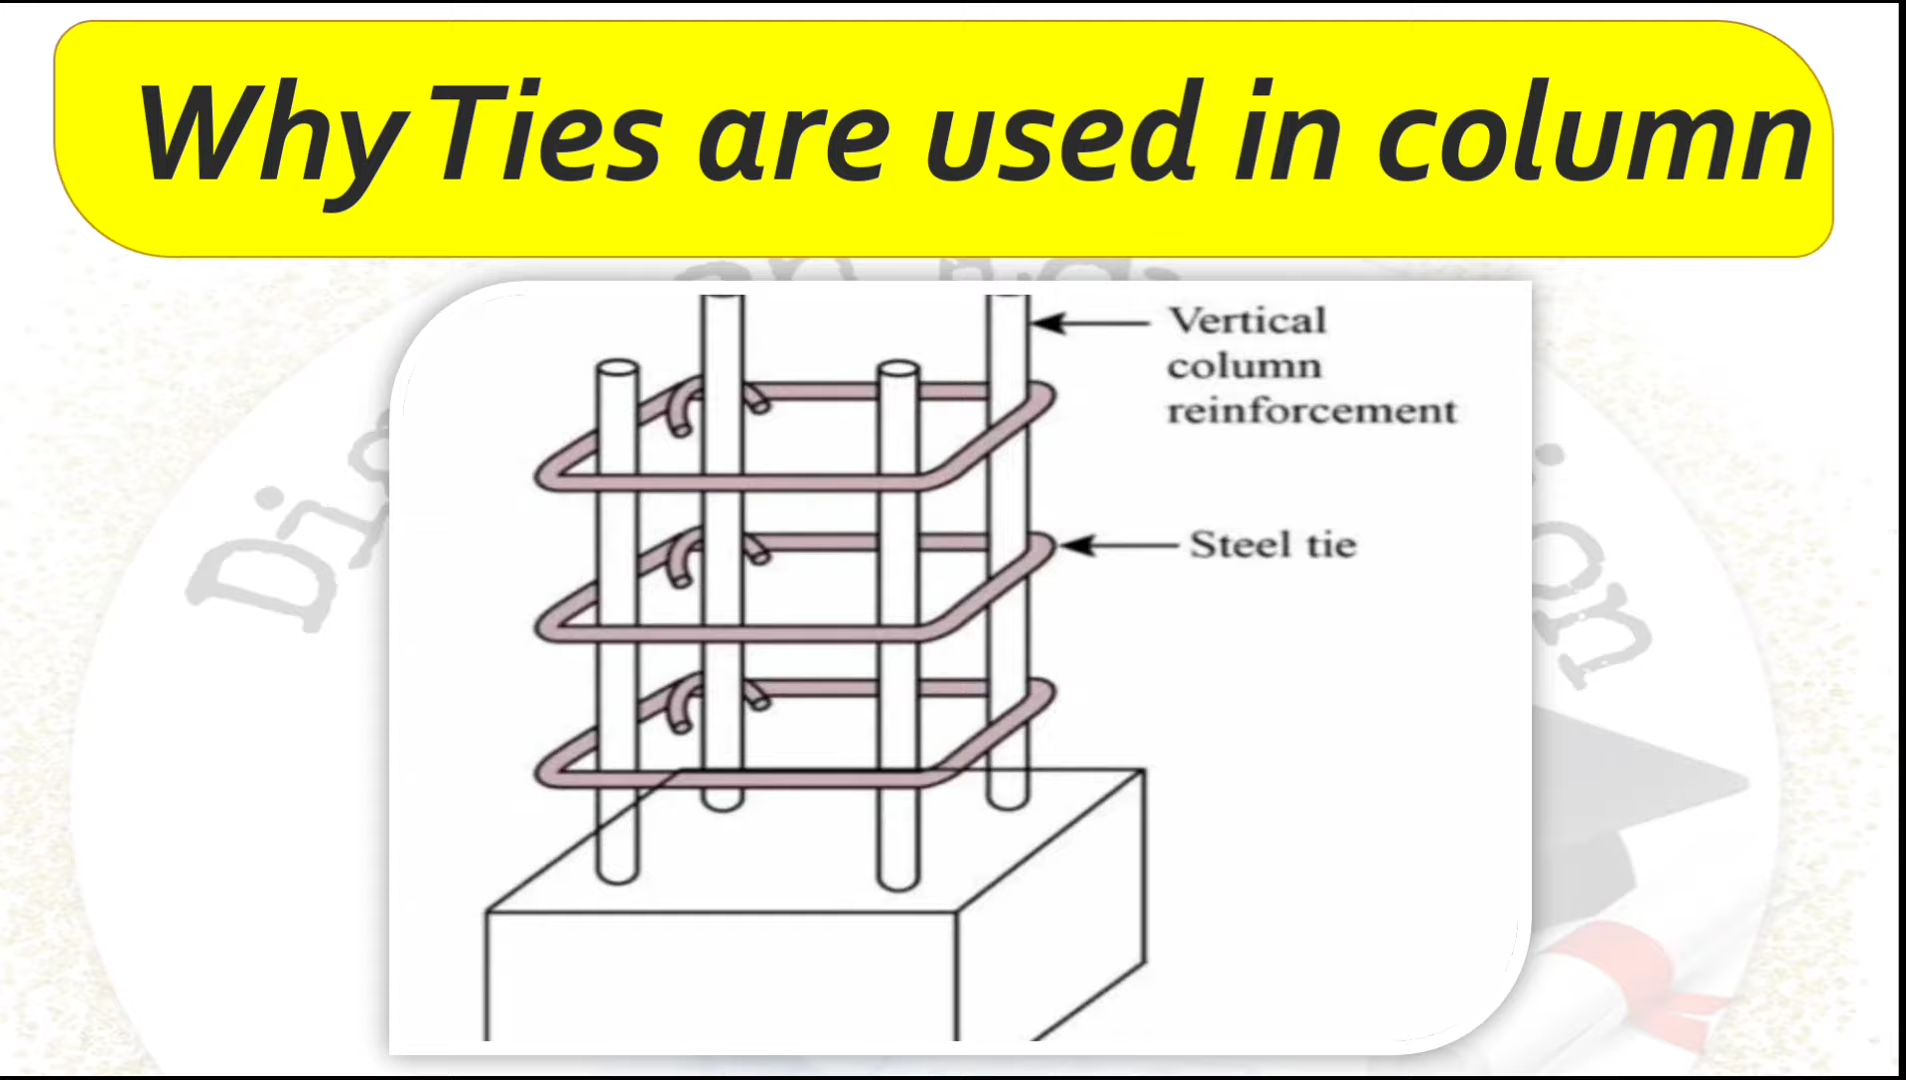 Why Ties are used in column
Vertical
column
reinforcement
Steel tie